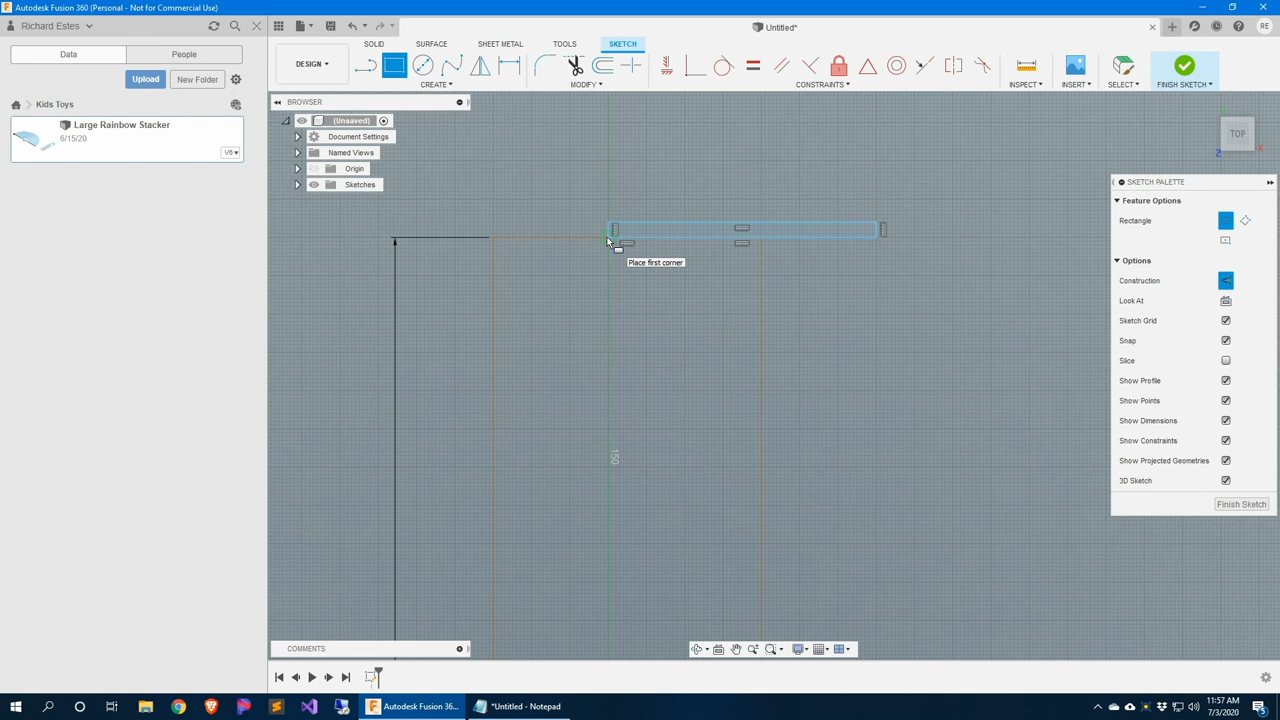 Autodesk Fusion 360 (Personal - Not for Commercial Use)
Richard Estes
Untitled*
RE
Data
People
SOLID
SURFACE
SHEET METAL
TOOLS
SKETCH
DESIGN
CREATE
MODIFY
CONSTRAINTS
INSPECT
INSERT
SELECT
FINISH SKETCH
Upload
New Folder
Kids Toys
Large Rainbow Stacker
6/15/20
V6
BROWSER
(Unsaved)
Document Settings
Named Views
Origin
Sketches
TOP
X
Z
SKETCH PALETTE
Feature Options
Rectangle
Options
Construction
Look At
Sketch Grid
Snap
Slice
Show Profile
Show Points
Show Dimensions
Show Constraints
Show Projected Geometries
3D Sketch
Finish Sketch
Place first corner
150
COMMENTS
Autodesk Fusion 36...
*Untitled - Notepad
11:57 AM
7/3/2020
5